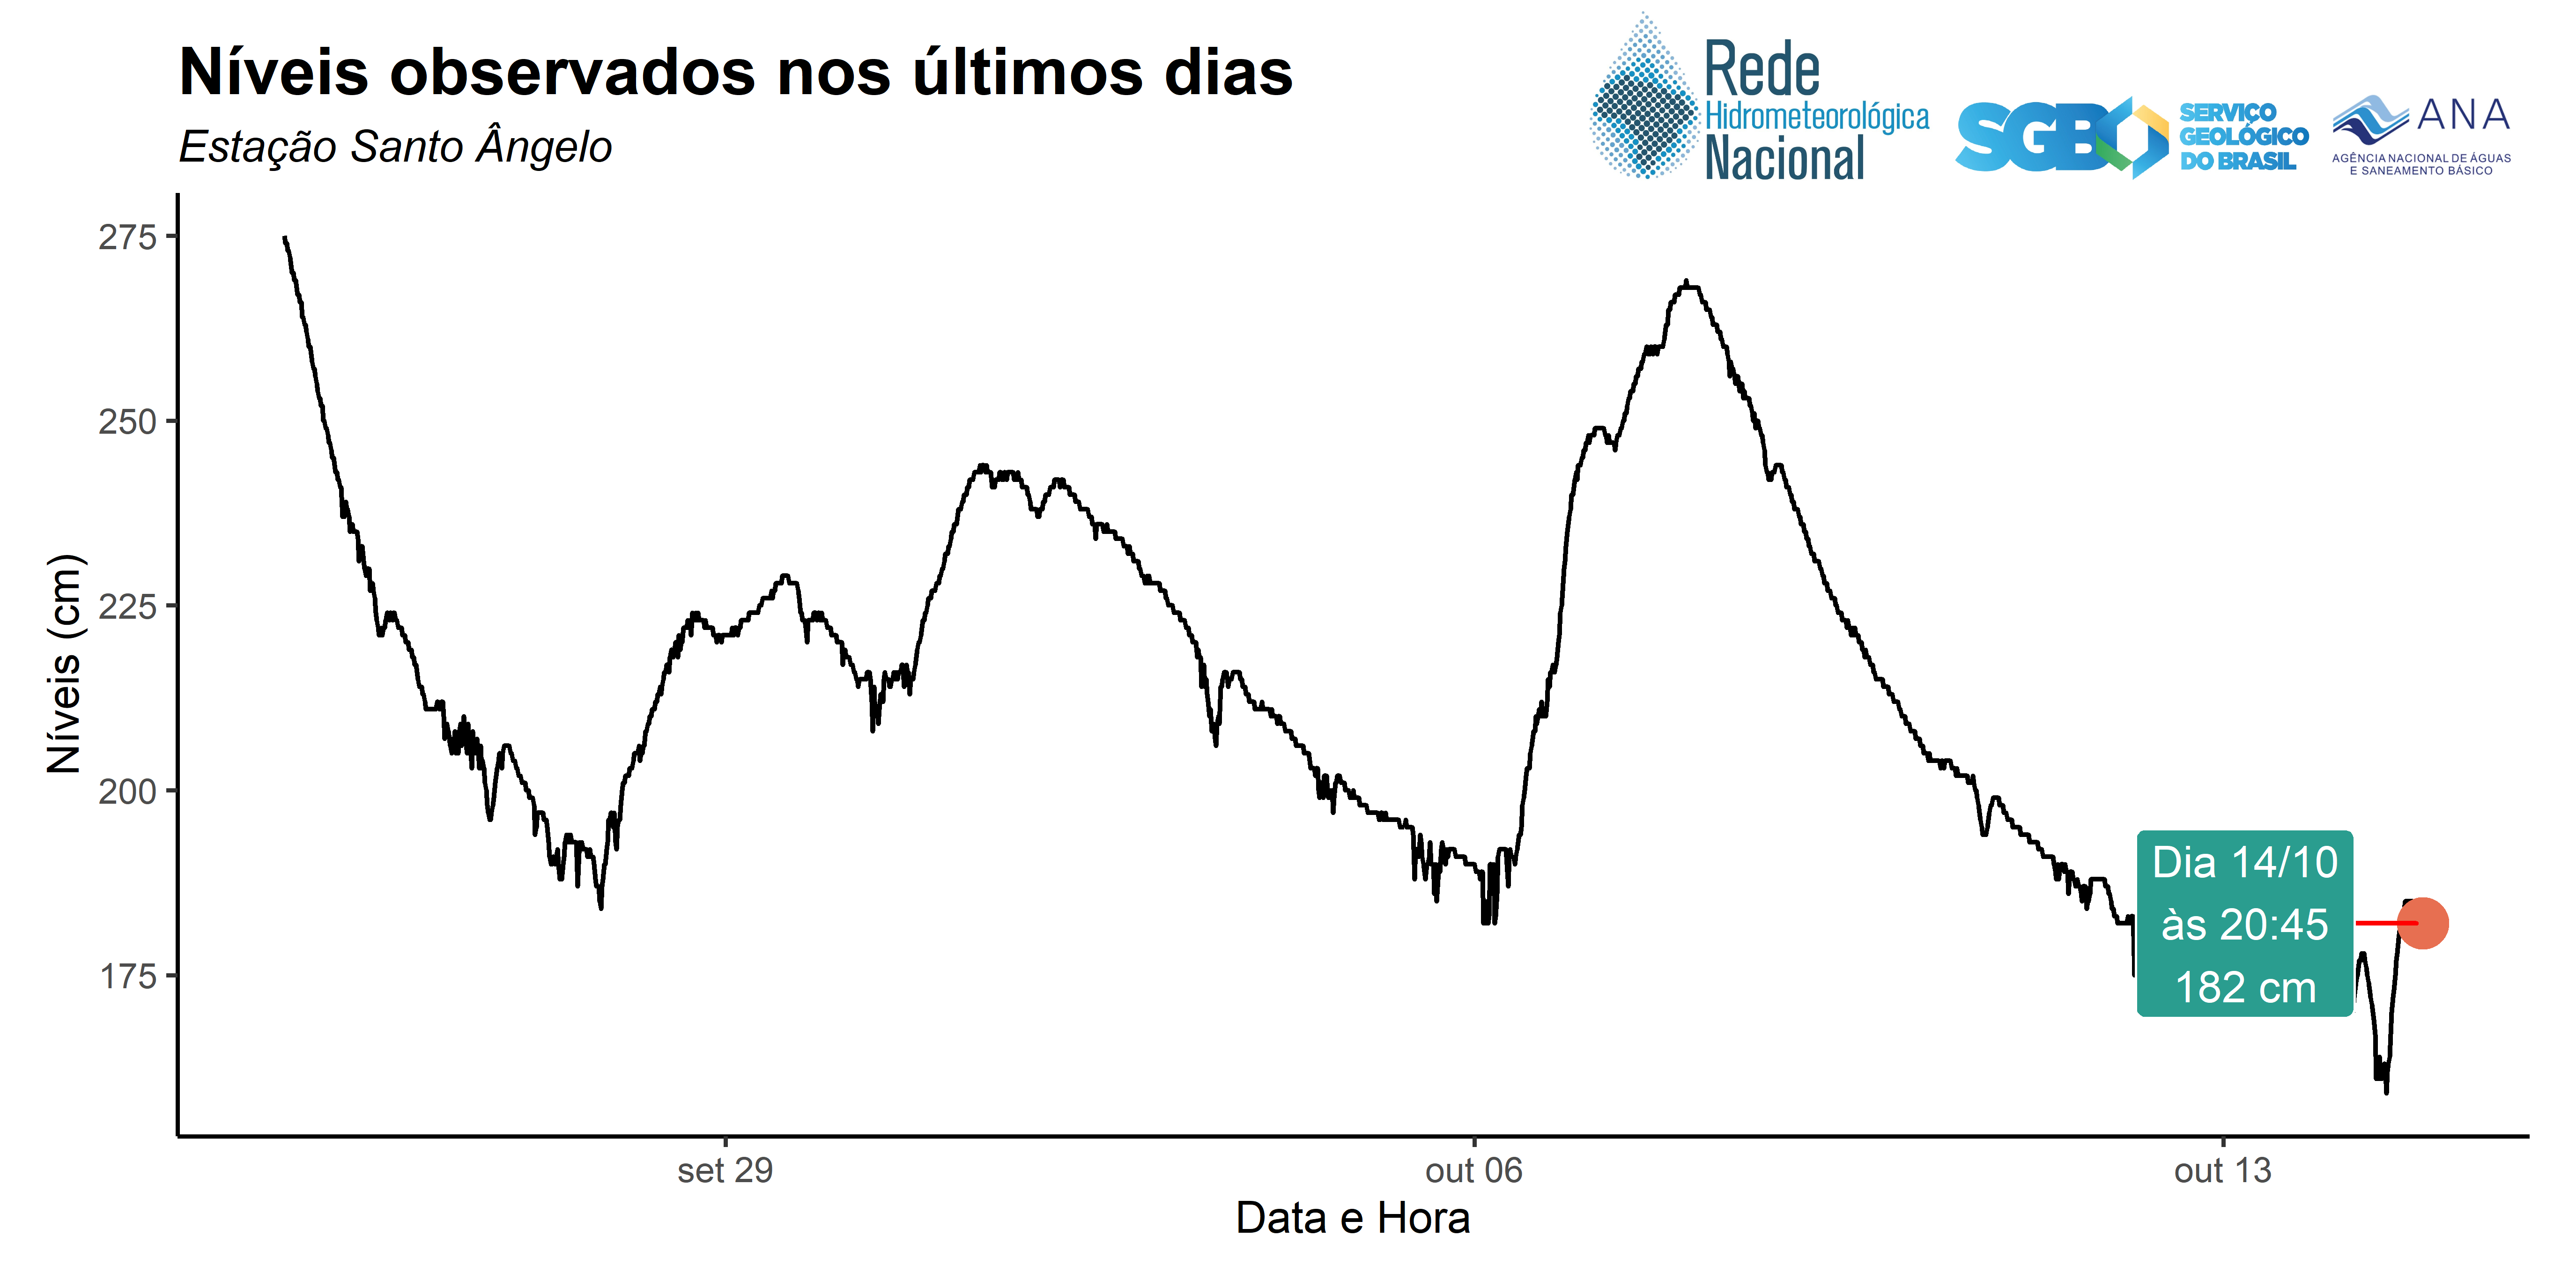 Níveis observados nos últimos dias
Estação Santo Ângelo
Rede
Hidrometeorológica
Nacional
SGB
SERVIÇO
GEOLÓGICO
DO BRASIL
ANA
AGÊNCIA NACIONAL DE ÁGUAS
E SANEAMENTO BÁSICO
Níveis (cm)
275
250
225
200
175
Dia 14/10
às 20:45
182 cm
set 29
out 06
out 13
Data e Hora